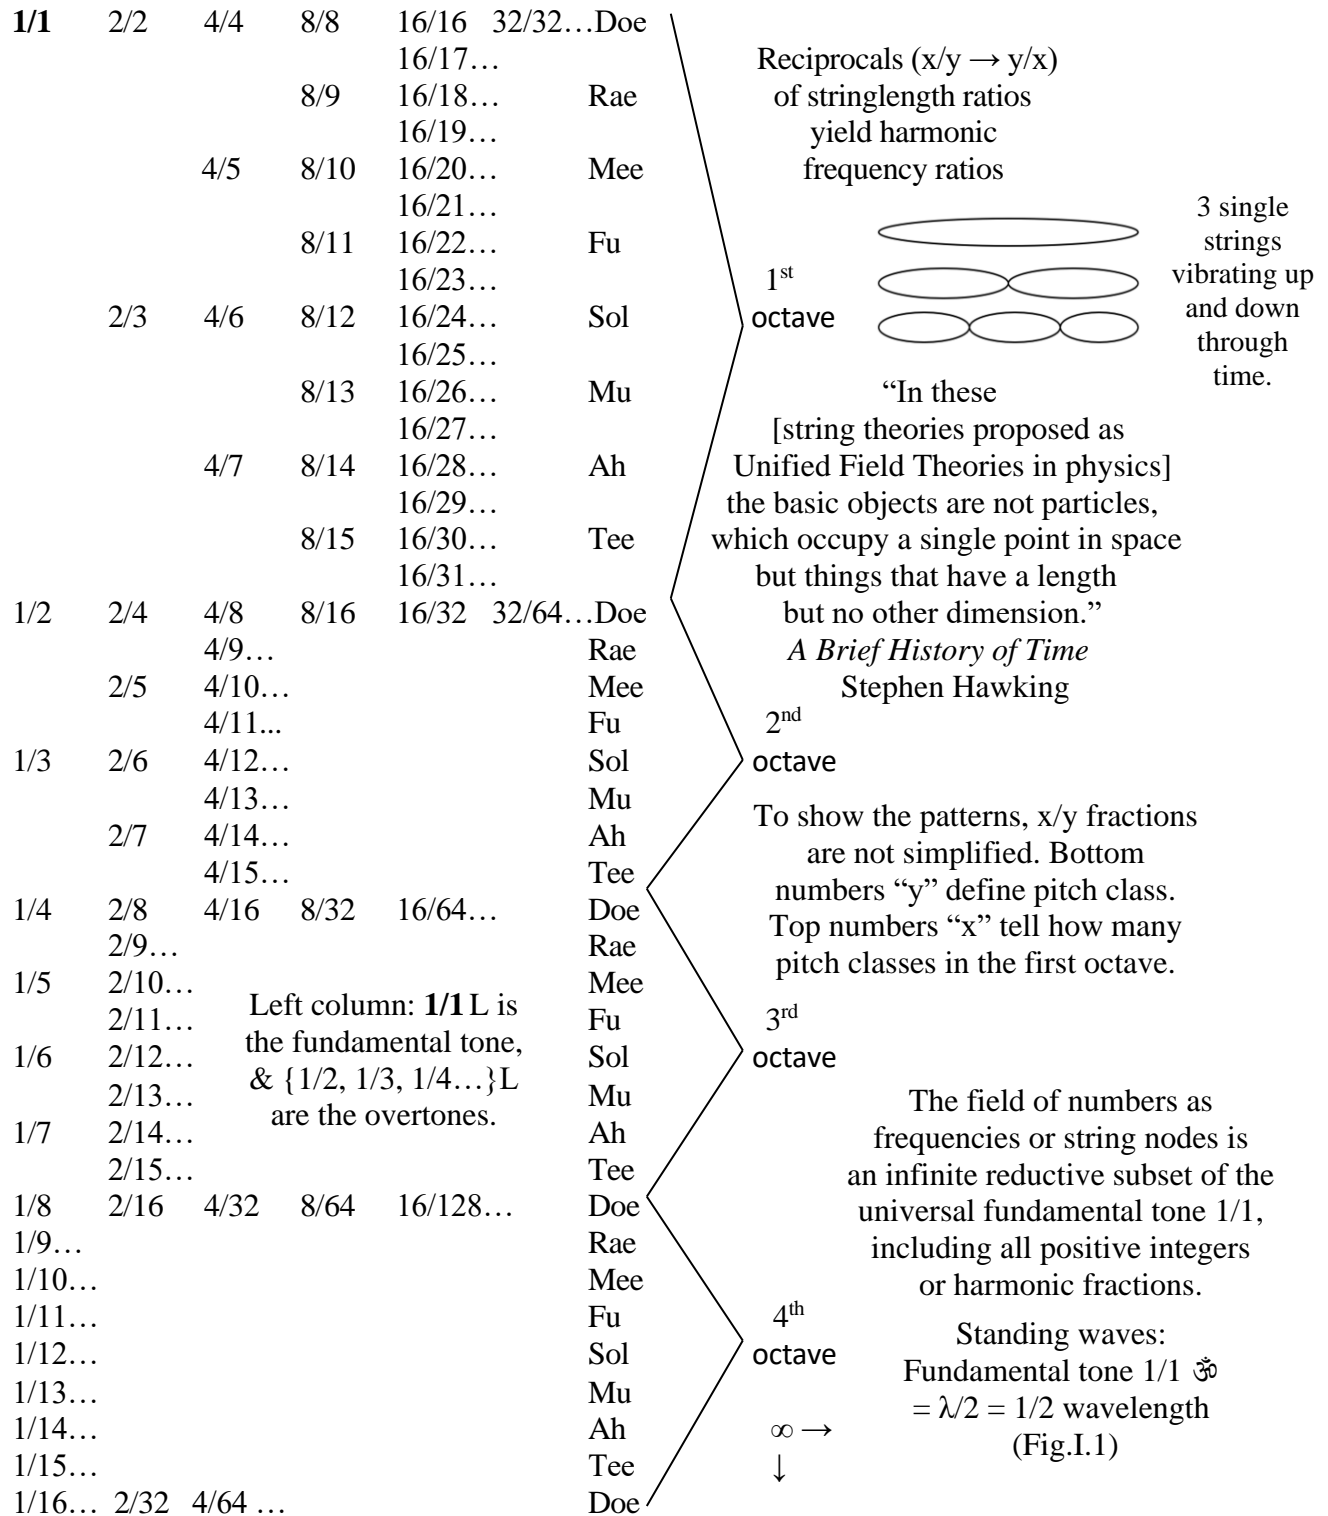 1/1 2/2 4/4 8/8 16/16 32/32…Doe
16/17…
8/9 16/18… Rae
16/19…
4/5 8/10 16/20… Mee
16/21…
8/11 16/22… Fu
16/23…
2/3 4/6 8/12 16/24… Sol
16/25…
8/13 16/26… Mu
16/27…
4/7 8/14 16/28… Ah
16/29…
8/15 16/30… Tee
16/31…
1/2 2/4 4/8 8/16 16/32 32/64…Doe
4/9… Rae
2/5 4/10… Mee
4/11... Fu
1/3 2/6 4/12… Sol
4/13… Mu
2/7 4/14… Ah
4/15… Tee
1/4 2/8 4/16 8/32 16/64… Doe
2/9… Rae
1/5 2/10… Mee
2/11… Fu
1/6 2/12… Sol
2/13… Mu
1/7 2/14… Ah
2/15… Tee
1/8 2/16 4/32 8/64 16/128… Doe
1/9… Rae
1/10… Mee
1/11… Fu
1/12… Sol
1/13… Mu
1/14… Ah
1/15… Tee
1/16… 2/32 4/64 … Doe
Left column: 1/1 L is
the fundamental tone,
& {1/2, 1/3, 1/4…}L
are the overtones.
1st
octave
2nd
octave
3rd
octave
4th
octave
∞ →
↓
Reciprocals (x/y → y/x)
of stringlength ratios
yield harmonic
frequency ratios
3 single
strings
vibrating up
and down
through
time.
“In these
[string theories proposed as
Unified Field Theories in physics]
the basic objects are not particles,
which occupy a single point in space
but things that have a length
but no other dimension.”
A Brief History of Time
Stephen Hawking
To show the patterns, x/y fractions
are not simplified. Bottom
numbers “y” define pitch class.
Top numbers “x” tell how many
pitch classes in the first octave.
The field of numbers as
frequencies or string nodes is
an infinite reductive subset of the
universal fundamental tone 1/1,
including all positive integers
or harmonic fractions.
Standing waves:
Fundamental tone 1/1 ॐ
= λ/2 = 1/2 wavelength
(Fig.I.1)